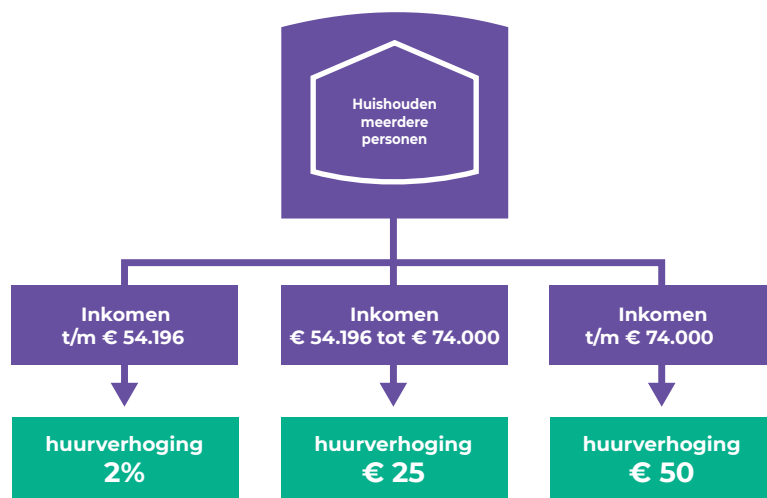 Huishouden
meerdere
personen
Inkomen
t/m € 54.196
Inkomen
€ 54.196 tot € 74.000
Inkomen
t/m € 74.000
huurverhoging
2%
huurverhoging
€ 25
huurverhoging
€ 50